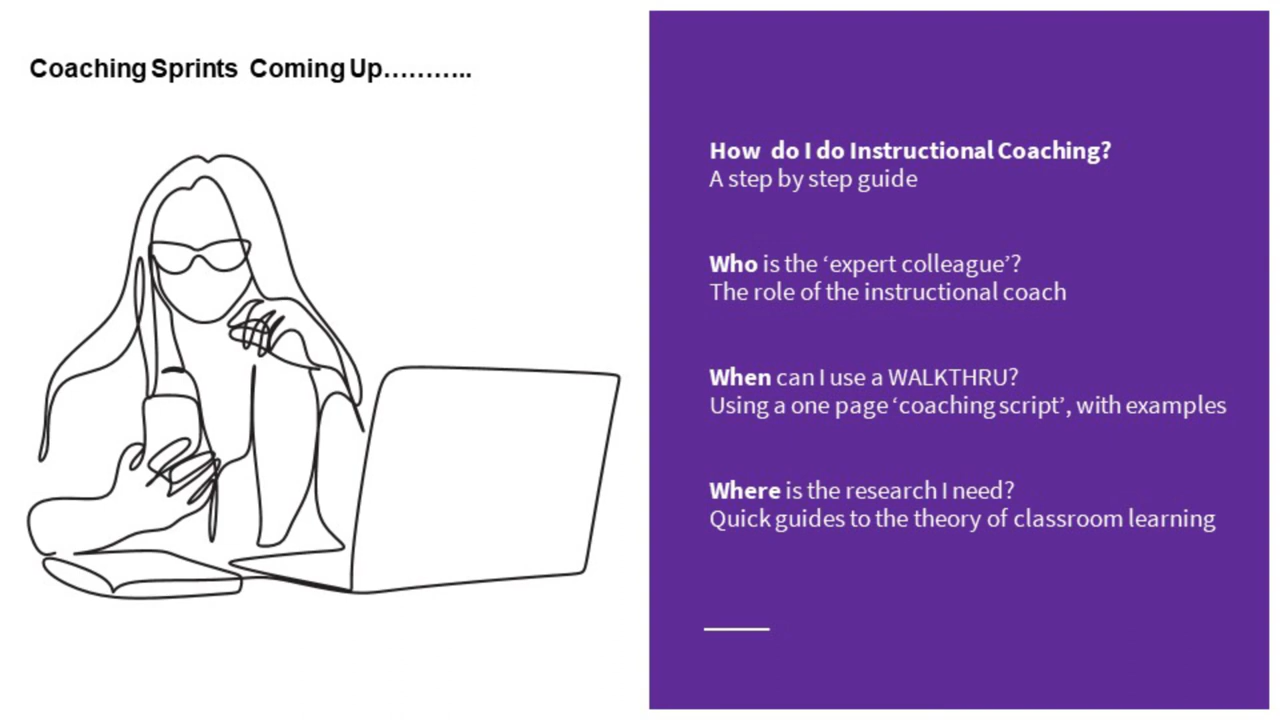 Coaching Sprints Coming Up………..
How do I do Instructional Coaching?
A step by step guide
Who is the ‘expert colleague’?
The role of the instructional coach
When can I use a WALKTHRU?
Using a one page ‘coaching script’, with examples
Where is the research I need?
Quick guides to the theory of classroom learning